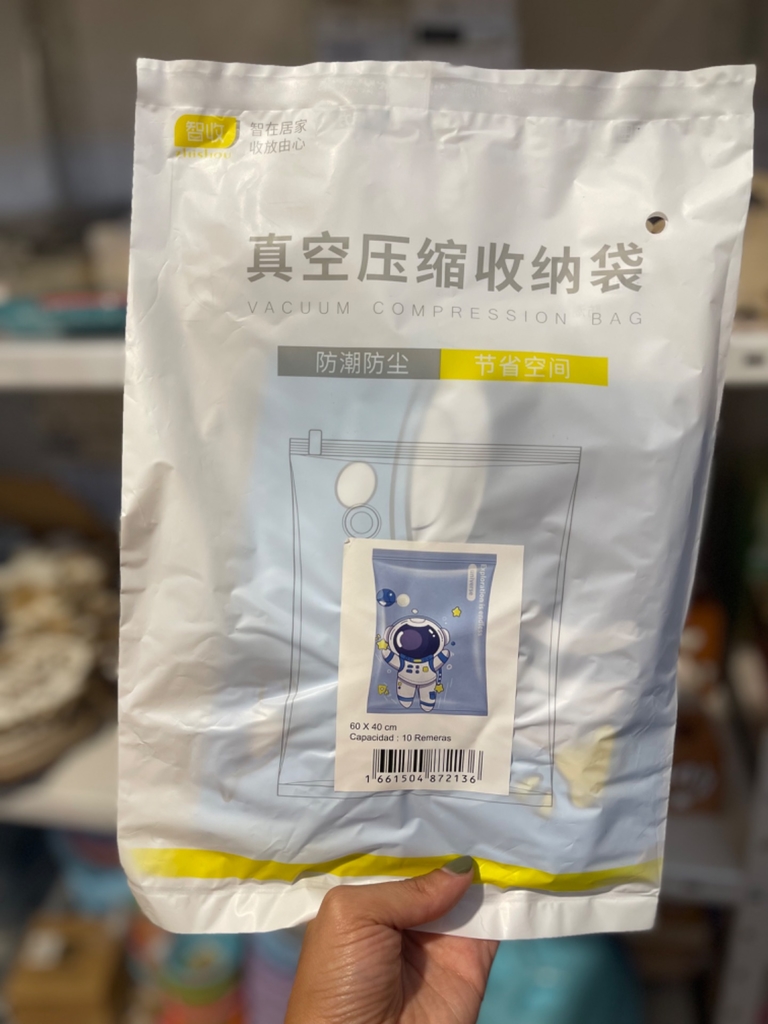 智收
zhishou
智在居家
收放由心
真空压缩收纳袋
VACUUM COMPRESSION BAG
防潮防尘 节省空间
60 X 40 cm
Capacidad : 10 Remeras
1 661504 872136